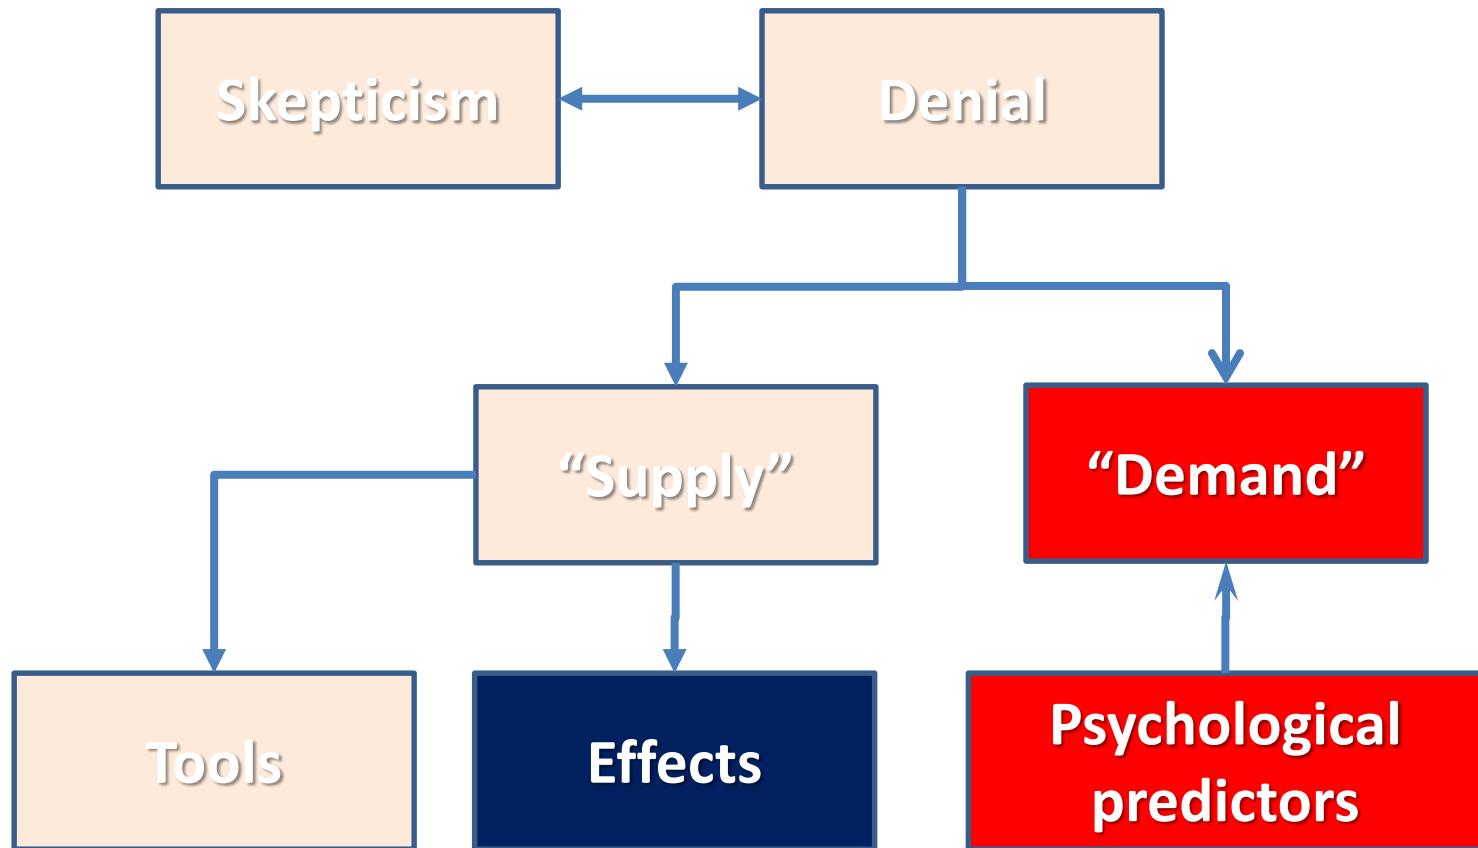 Skepticism
Denial
“Supply”
“Demand”
Tools
Effects
Psychological
predictors